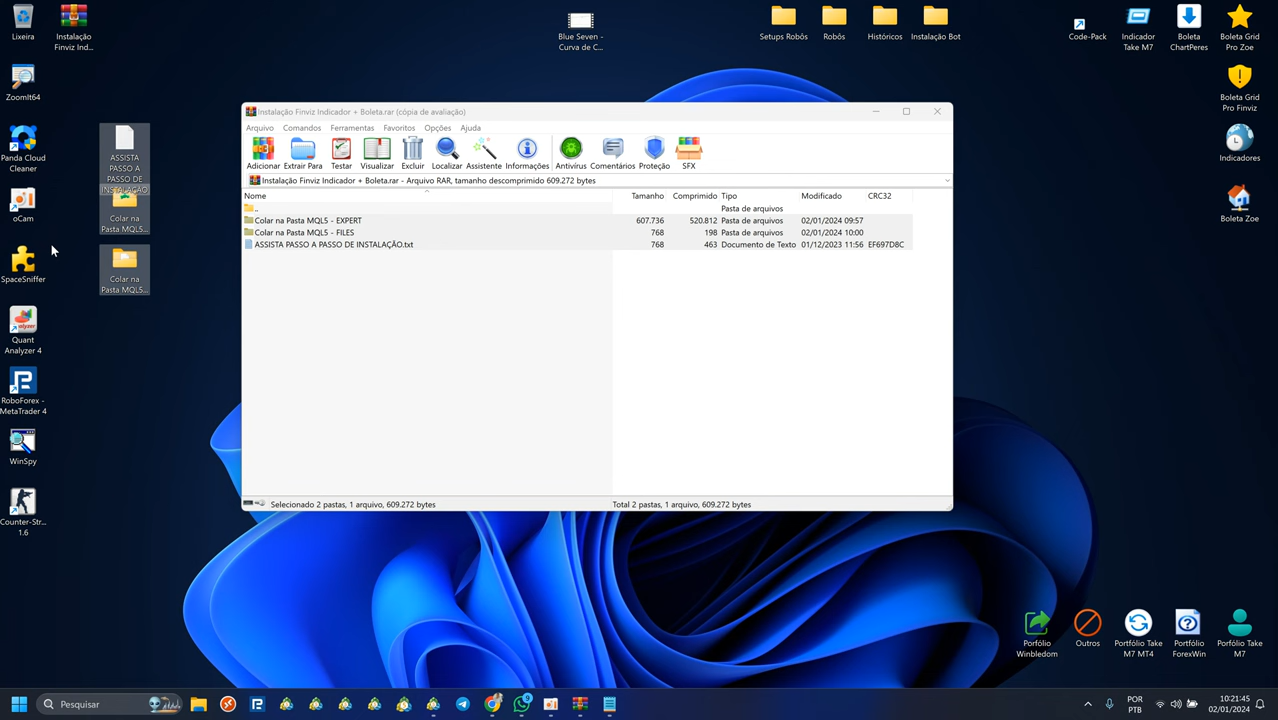 Lixeira
Instalação
Finviz Ind...
ZoomIt64
Panda Cloud
Cleaner
oCam
SpaceSniffer
Quant
Analyzer 4
RoboForex -
MetaTrader 4
WinSpy
Counter-Str...
1.6
ASSISTA
PASSO A
PASSO DE
INSTALAÇÃO
Colar na
Pasta MQL5...
Colar na
Pasta MQL5...
Blue Seven -
Curva de C...
Setups Robôs
Robôs
Históricos
Instalação Bot
Code-Pack
Indicador
Take M7
Boleta
ChartPeres
Boleta Grid
Pro Zoe
Boleta Grid
Pro Finviz
Indicadores
Boleta Zoe
Instalação Finviz Indicador + Boleta.rar (cópia de avaliação)
Arquivo Comandos Ferramentas Favoritos Opções Ajuda
Adicionar Extrair Para Testar Visualizar Excluir Localizar Assistente Informações Antivírus Comentários Proteção SFX
Instalação Finviz Indicador + Boleta.rar - Arquivo RAR, tamanho descomprimido 609.272 bytes
Nome Tamanho Comprimido Tipo Modificado CRC32
.. Pasta de arquivos
Colar na Pasta MQL5 - EXPERT 607.736 520.812 Pasta de arquivos 02/01/2024 09:57
Colar na Pasta MQL5 - FILES 768 198 Pasta de arquivos 02/01/2024 10:00
ASSISTA PASSO A PASSO DE INSTALAÇÃO.txt 768 463 Documento de Texto 01/12/2023 11:56 EF697D8C
Selecionado 2 pastas, 1 arquivo, 609.272 bytes Total 2 pastas, 1 arquivo, 609.272 bytes
Porfólio
Winbledom
Outros
Portfólio Take
M7 MT4
Portfólio
ForexWin
Porfólio Take
M7
Pesquisar
9
POR
PTB
10:21:45
02/01/2024